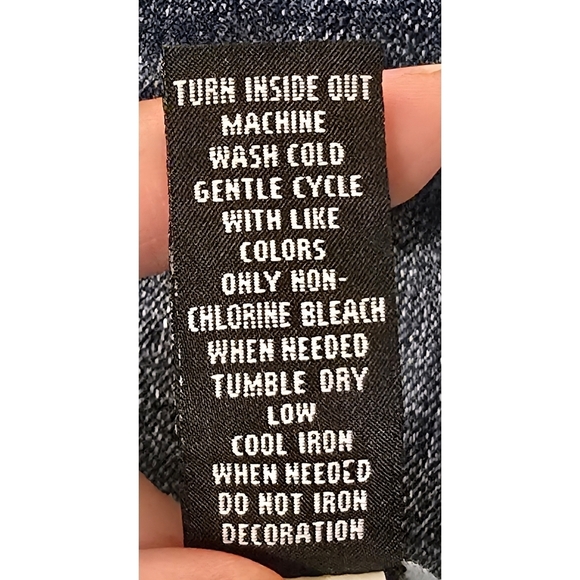 TURN INSIDE OUT
MACHINE
WASH COLD
GENTLE CYCLE
WITH LIKE
COLORS
ONLY NON-
CHLORINE BLEACH
WHEN NEEDED
TUMBLE DRY
LOW
COOL IRON
WHEN NEEDED
DO NOT IRON
DECORATION